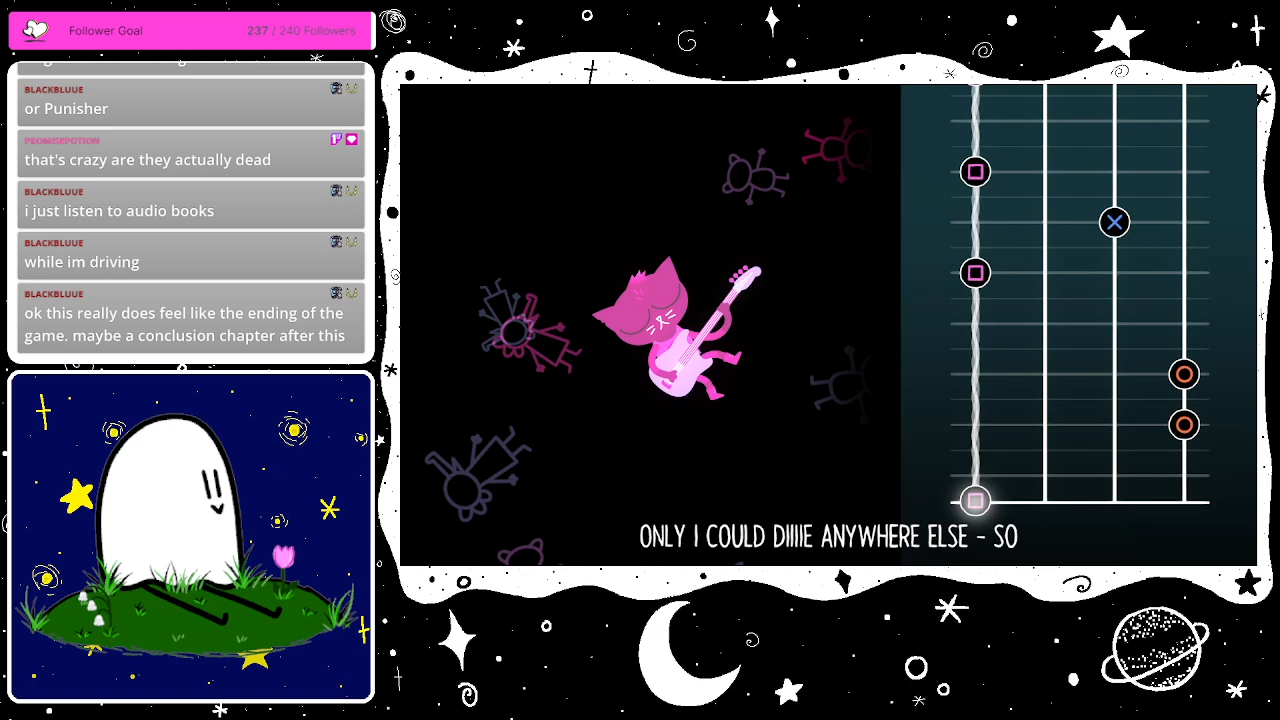 Follower Goal
237 / 240 Followers
BLACKBLUUE
or Punisher
PROMISEPOTION
that's crazy are they actually dead
BLACKBLUUE
i just listen to audio books
BLACKBLUUE
while im driving
BLACKBLUUE
ok this really does feel like the ending of the
game. maybe a conclusion chapter after this
ONLY I COULD DIIIIE ANYWHERE ELSE - SO